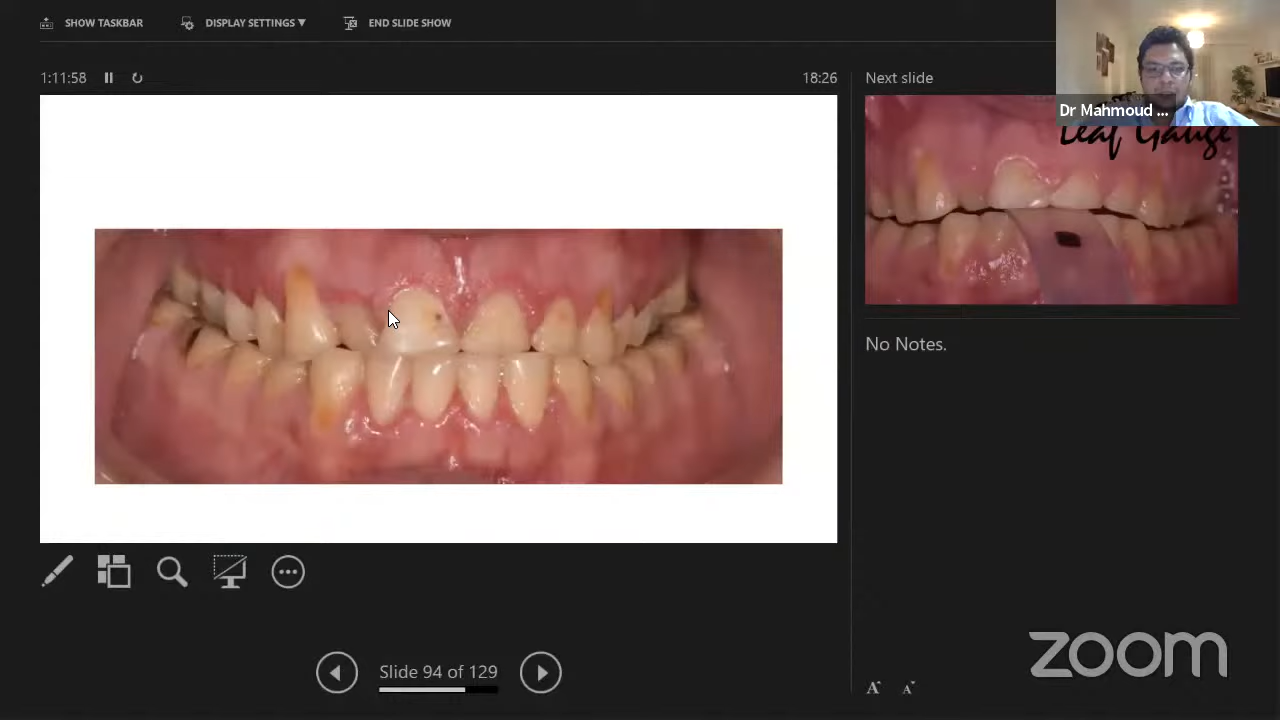 SHOW TASKBAR
DISPLAY SETTINGS ▼
END SLIDE SHOW
1:11:58
18:26
Next slide
Dr Mahmoud ...
Leaf Gauge
No Notes.
Slide 94 of 129
A A
zoom